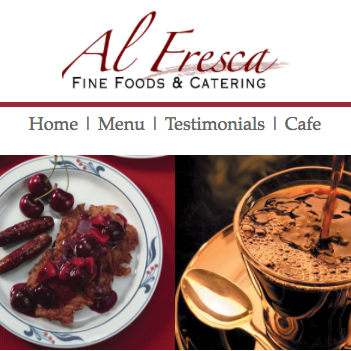 Al Fresca
FINE FOODS & CATERING
Home | Menu | Testimonials | Cafe